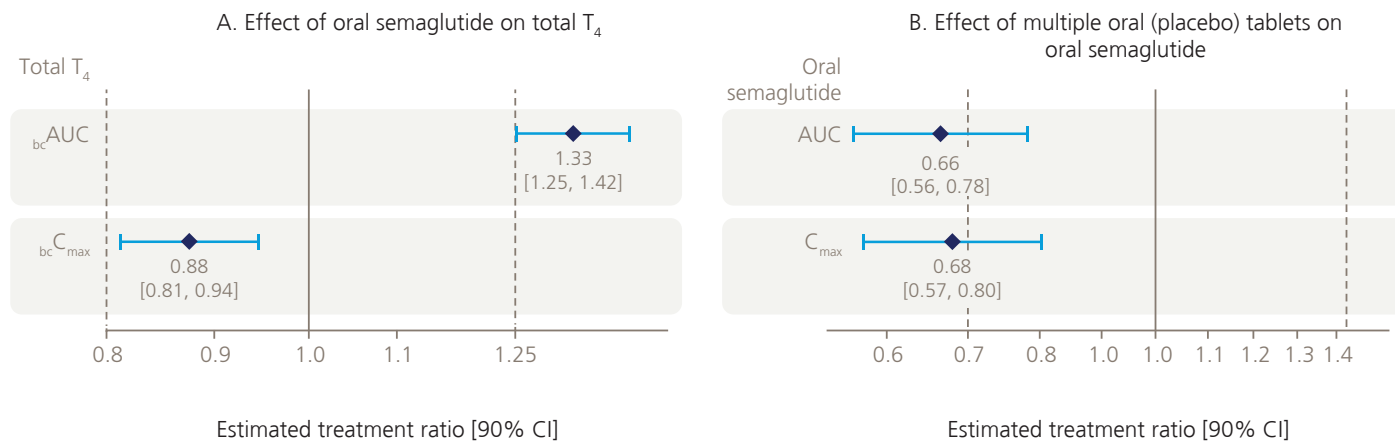 A. Effect of oral semaglutide on total T4
Total T4
bcAUC
1.33
[1.25, 1.42]
bcCmax
0.88
[0.81, 0.94]
0.8 0.9 1.0 1.1 1.25
Estimated treatment ratio [90% CI]
B. Effect of multiple oral (placebo) tablets on
oral semaglutide
Oral
semaglutide
AUC
0.66
[0.56, 0.78]
Cmax
0.68
[0.57, 0.80]
0.6 0.7 0.8 1.0 1.0 1.1 1.2 1.3 1.4
Estimated treatment ratio [90% CI]